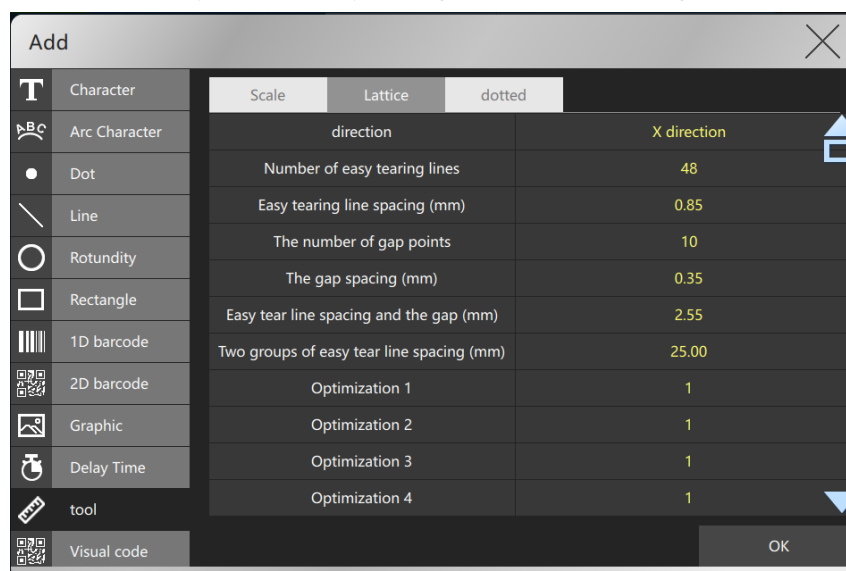 Add
T Character
ABC Arc Character
Dot
Line
Rotundity
Rectangle
1D barcode
2D barcode
Graphic
Delay Time
tool
Visual code
Scale Lattice dotted
direction X direction
Number of easy tearing lines 48
Easy tearing line spacing (mm) 0.85
The number of gap points 10
The gap spacing (mm) 0.35
Easy tear line spacing and the gap (mm) 2.55
Two groups of easy tear line spacing (mm) 25.00
Optimization 1 1
Optimization 2 1
Optimization 3 1
Optimization 4 1
OK